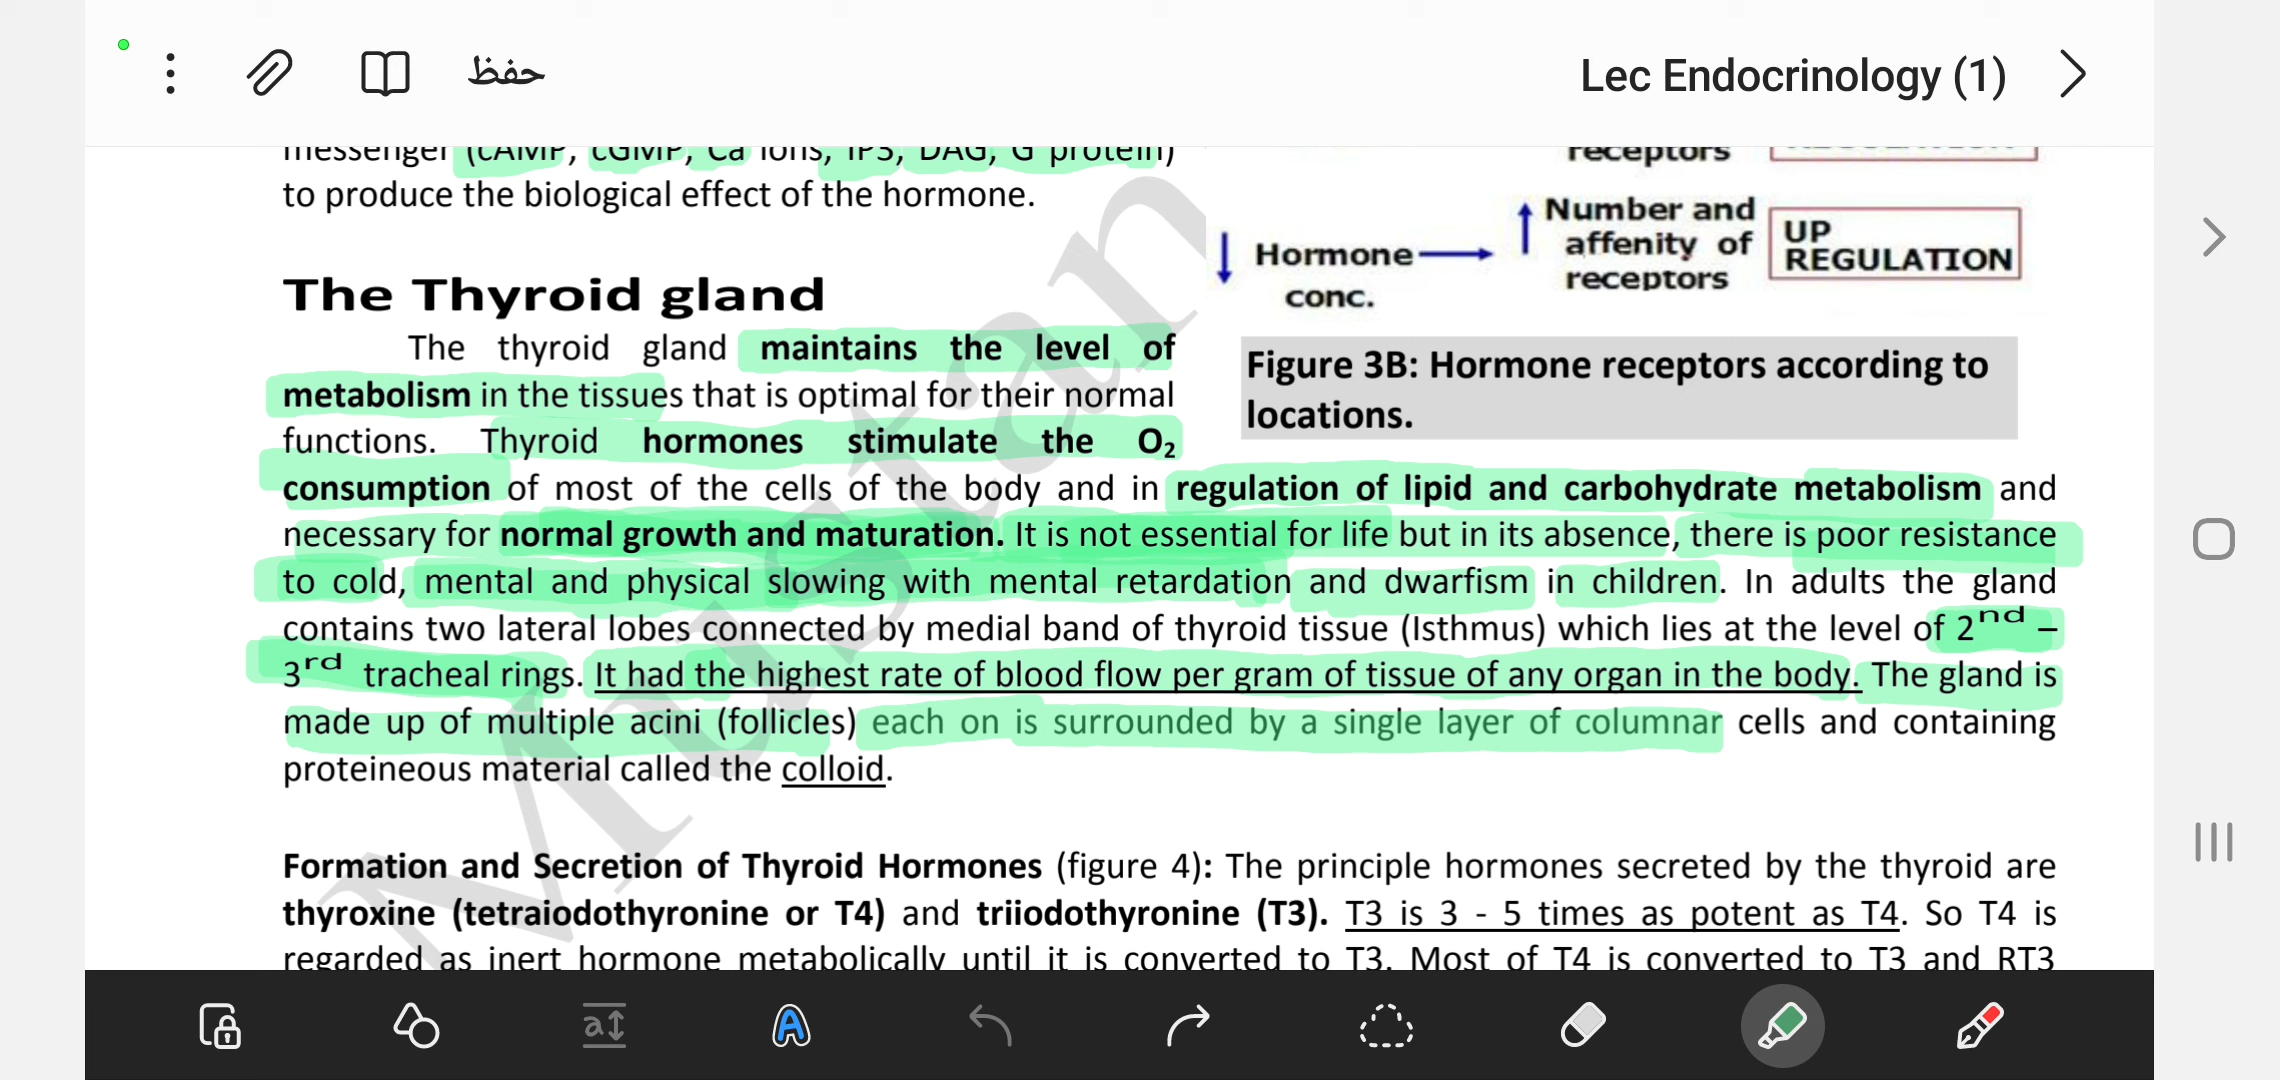 حفظ
Lec Endocrinology (1)
messenger (cAMP, cGMP, Ca ions, IP3, DAG, G protein)
to produce the biological effect of the hormone.
receptors
Hormone conc.
Number and affenity of receptors
UP REGULATION
Figure 3B: Hormone receptors according to
locations.
The Thyroid gland
The thyroid gland maintains the level of
metabolism in the tissues that is optimal for their normal
functions. Thyroid hormones stimulate the O₂
consumption of most of the cells of the body and in regulation of lipid and carbohydrate metabolism and
necessary for normal growth and maturation. It is not essential for life but in its absence, there is poor resistance
to cold, mental and physical slowing with mental retardation and dwarfism in children. In adults the gland
contains two lateral lobes connected by medial band of thyroid tissue (Isthmus) which lies at the level of 2nd –
3rd tracheal rings. It had the highest rate of blood flow per gram of tissue of any organ in the body. The gland is
made up of multiple acini (follicles) each on is surrounded by a single layer of columnar cells and containing
proteineous material called the colloid.
Formation and Secretion of Thyroid Hormones (figure 4): The principle hormones secreted by the thyroid are
thyroxine (tetraiodothyronine or T4) and triiodothyronine (T3). T3 is 3 - 5 times as potent as T4. So T4 is
regarded as inert hormone metabolically until it is converted to T3. Most of T4 is converted to T3 and RT3
Mustan